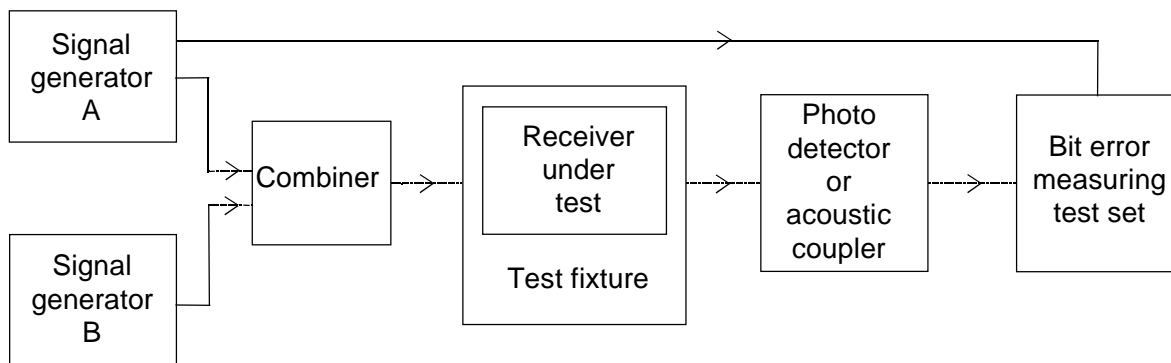 Signal
generator
A
Combiner
Receiver
under
test
Test fixture
Photo
detector
or
acoustic
coupler
Bit error
measuring
test set
Signal
generator
B